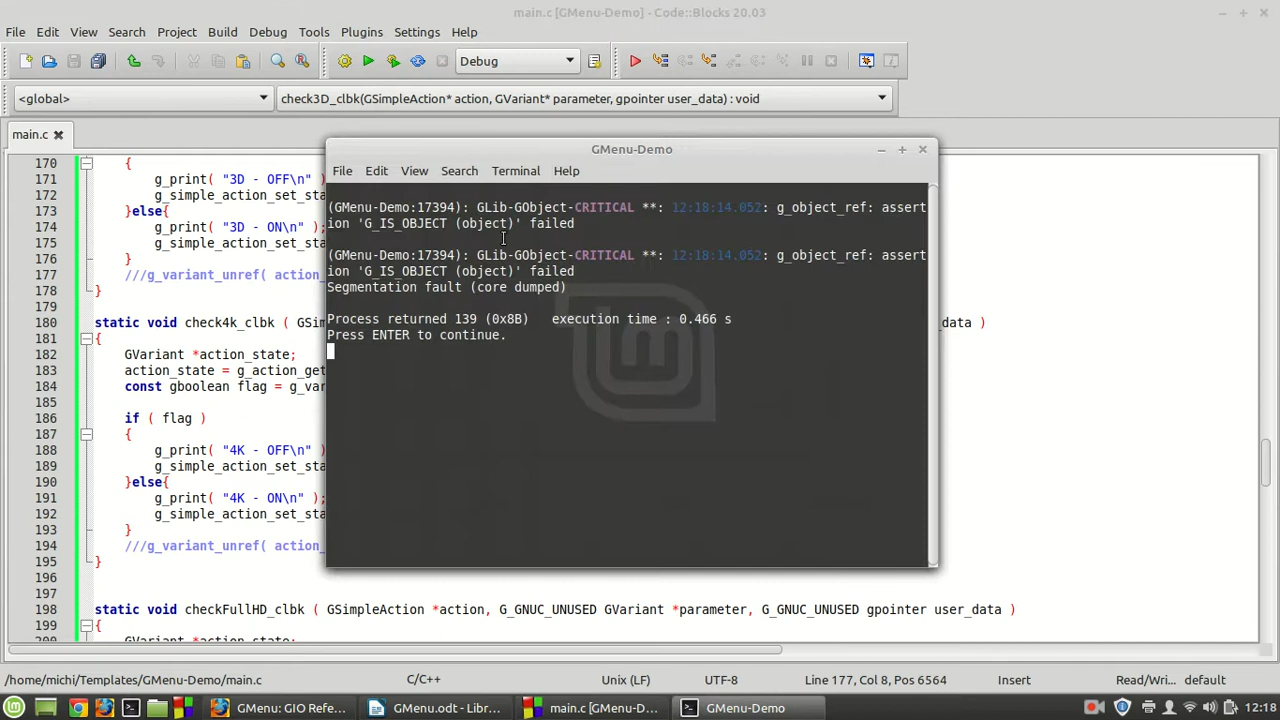 main.c [GMenu-Demo] - Code::Blocks 20.03
File Edit View Search Project Build Debug Tools Plugins Settings Help
Debug
<global> check3D_clbk(GSimpleAction* action, GVariant* parameter, gpointer user_data) : void
main.c
GMenu-Demo
File Edit View Search Terminal Help
(GMenu-Demo:17394): GLib-GObject-CRITICAL **: 12:18:14.052: g_object_ref: assert
ion 'G_IS_OBJECT (object)' failed
(GMenu-Demo:17394): GLib-GObject-CRITICAL **: 12:18:14.052: g_object_ref: assert
ion 'G_IS_OBJECT (object)' failed
Segmentation fault (core dumped)
Process returned 139 (0x8B)   execution time : 0.466 s
Press ENTER to continue.
170 {
171 g_print( "3D - OFF\n" )
172 g_simple_action_set_sta
173 }else{
174 g_print( "3D - ON\n" );
175 g_simple_action_set_sta
176 }
177 ///g_variant_unref( action_
178 }
179
180 static void check4k_clbk ( GSi _data )
181 {
182 GVariant *action_state;
183 action_state = g_action_get
184 const gboolean flag = g_var
185
186 if ( flag )
187 {
188 g_print( "4K - OFF\n" )
189 g_simple_action_set_sta
190 }else{
191 g_print( "4K - ON\n" );
192 g_simple_action_set_sta
193 }
194 ///g_variant_unref( action_
195 }
196
197
198 static void checkFullHD_clbk ( GSimpleAction *action, G_GNUC_UNUSED GVariant *parameter, G_GNUC_UNUSED gpointer user_data )
199 {
200 GVariant *action_state;
/home/michi/Templates/GMenu-Demo/main.c C/C++ Unix (LF) UTF-8 Line 177, Col 8, Pos 6564 Insert Read/Wri... default
GMenu: GIO Refe... GMenu.odt - Libr... main.c [GMenu-D... GMenu-Demo 12:18